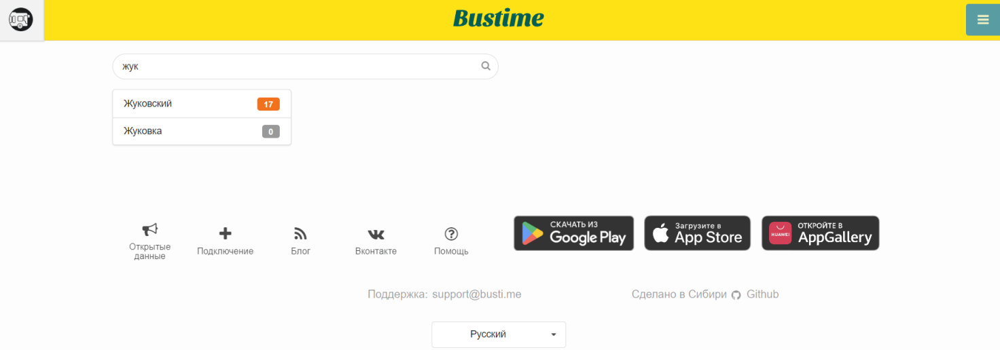 Bustime
жук
Жуковский 17
Жуковка 0
Открытые
данные
Подключение
Блог
Вконтакте
Помощь
СКАЧАТЬ ИЗ
Google Play
Загрузите в
App Store
HUAWEI
ОТКРОЙТЕ В
AppGallery
Поддержка: support@busti.me
Сделано в Сибири Github
Русский